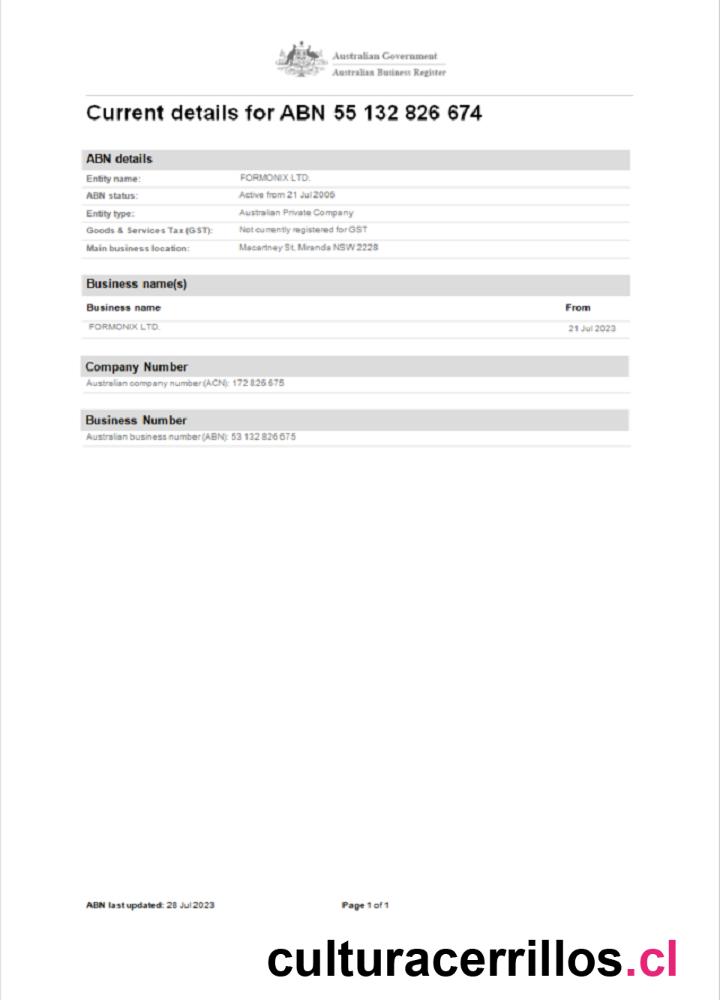 Australian Government
Australian Business Register
Current details for ABN 55 132 826 674
ABN details
Entity name: FORMONIX LTD.
ABN status: Active from 21 Jul 2006
Entity type: Australian Private Company
Goods & Services Tax (GST): Not currently registered for GST
Main business location: Macartney St, Miranda NSW 2228
Business name(s)
Business name From
FORMONIX LTD. 21 Jul 2023
Company Number
Australian company number (ACN): 172 826 675
Business Number
Australian business number (ABN): 53 132 826 675
ABN last updated: 28 Jul 2023 Page 1 of 1
culturacerrillos.cl